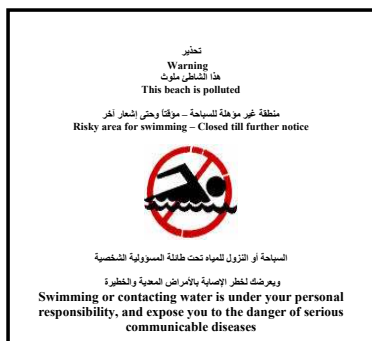 تحذير
Warning
هذا الشاطئ ملوث
This beach is polluted
منطقة غير مؤهلة للسباحة – مؤقتاً وحتى إشعار آخر
Risky area for swimming – Closed till further notice
السباحة أو النزول للمياه تحت طائلة المسؤولية الشخصية
ويعرضك لخطر الإصابة بالأمراض المعدية والخطيرة
Swimming or contacting water is under your personal
responsibility, and expose you to the danger of serious
communicable diseases